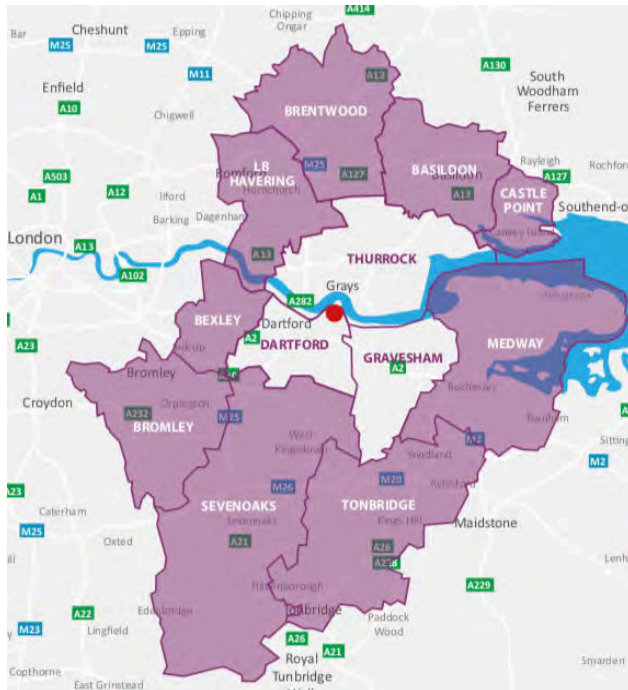 A414
Chipping
Ongar
Bar
Cheshunt
Epping
M25
M25
M11
A12
A130
South
Woodham
Ferrers
Enfield
A10
Chigwell
BRENTWOOD
LB
HAVERING
Romford
M25
A127
Hornchurch
BASILDON
Basildon
A13
Rayleigh
A127
Rochford
CASTLE
POINT
Southend-o
Canvey Island
A503
A1
A12
Ilford
Barking
Dagenham
London
A13
A102
A13
THURROCK
Grays
A282
BEXLEY
Dartford
A2
DARTFORD
GRAVESHAM
A2
MEDWAY
Rochester
Rainham
A23
Bromley
Croydon
Orpington
A232
BROMLEY
M25
West
Kingsdown
M2
Snodland
Sitting
M2
A23
M26
M20
SEVENOAKS
Sevenoaks
TONBRIDGE
Kings Hill
Maidstone
Caterham
M25
Oxted
A21
A26
A228
Lenh
Hildenborough
A229
Edenbridge
Tonbridge
Paddock
Wood
A22
Lingfield
M23
A26
A21
Royal
Tunbridge
Smarden
Copthorne
East Grinstead